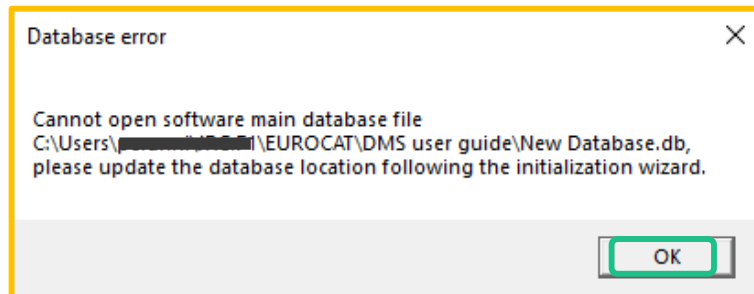 Database error
Cannot open software main database file
C:\Users\ 1\EUROCAT\DMS user guide\New Database.db,
please update the database location following the initialization wizard.
OK